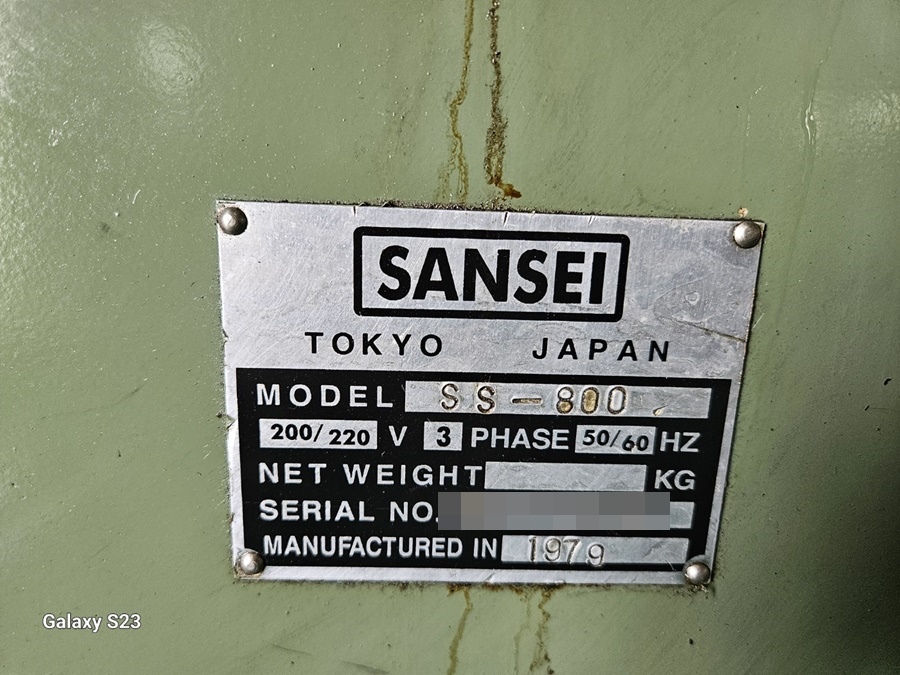 SANSEI
TOKYO JAPAN
MODEL SS-800
200/220 V 3 PHASE 50/60 HZ
NET WEIGHT KG
SERIAL NO.
MANUFACTURED IN 1979
Galaxy S23